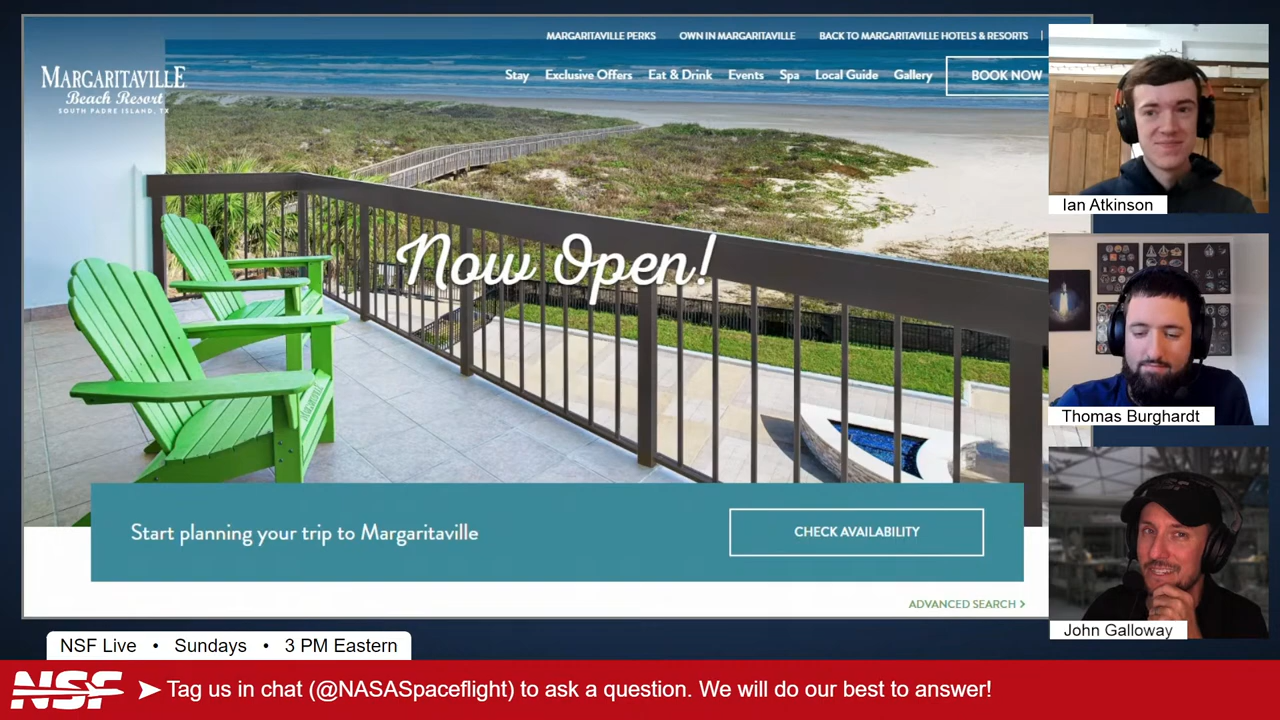 MARGARITAVILLE PERKS OWN IN MARGARITAVILLE BACK TO MARGARITAVILLE HOTELS & RESORTS |
MARGARITAVILLE
Beach Resort
SOUTH PADRE ISLAND, TX
Stay Exclusive Offers Eat & Drink Events Spa Local Guide Gallery BOOK NOW
Now Open!
Start planning your trip to Margaritaville
CHECK AVAILABILITY
ADVANCED SEARCH >
Ian Atkinson
Thomas Burghardt
John Galloway
NSF Live • Sundays • 3 PM Eastern
NSF
Tag us in chat (@NASASpaceflight) to ask a question. We will do our best to answer!